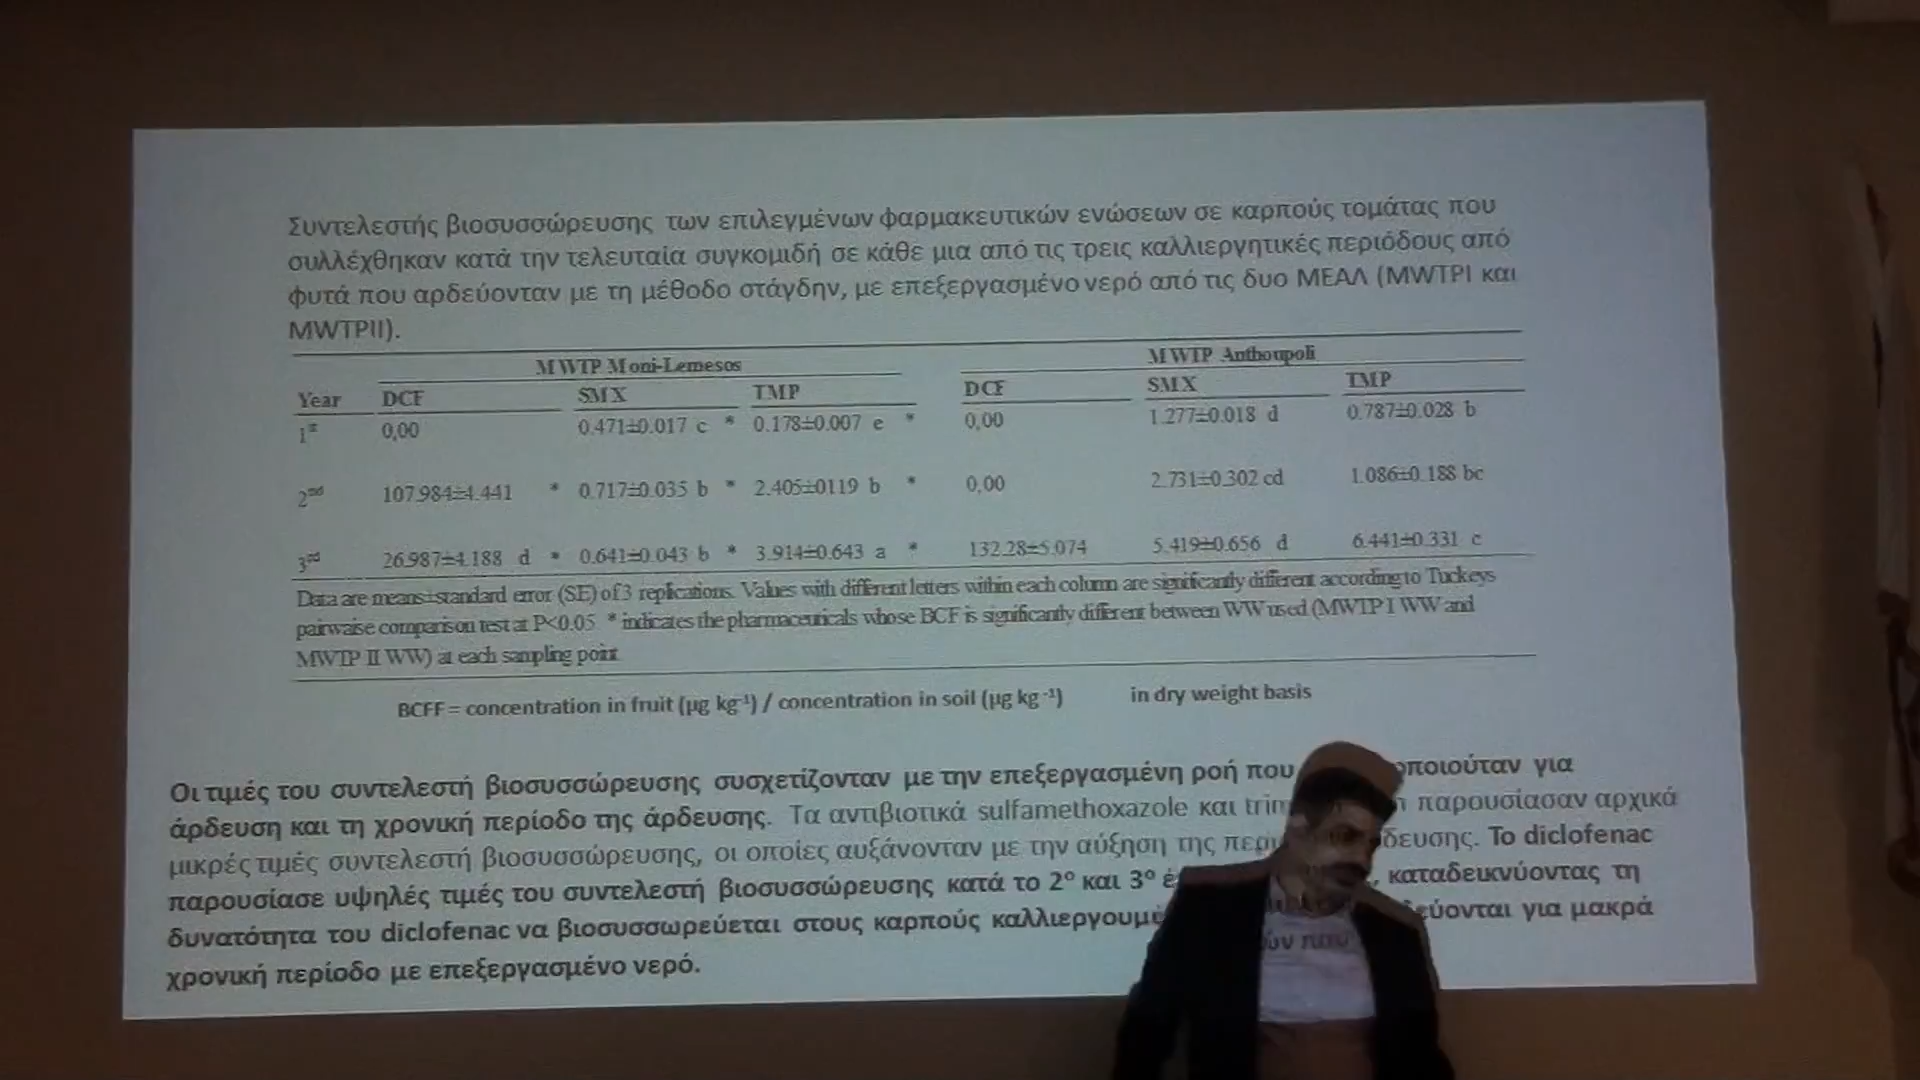 Συντελεστής βιοσυσσώρευσης των επιλεγμένων φαρμακευτικών ενώσεων σε καρπούς τομάτας που
συλλέχθηκαν κατά την τελευταία συγκομιδή σε κάθε μια από τις τρεις καλλιεργητικές περιόδους από
φυτά που αρδεύονταν με τη μέθοδο στάγδην, με επεξεργασμένο νερό από τις δυο ΜΕΑΛ (MWTPI και
MWTPII).
MWTP Moni-Lemesos MWTP Anthoupoli
Year DCF SMX TMP DCF SMX TMP
1st 0,00 0.471±0.017 c * 0.178±0.007 e * 0,00 1.277±0.018 d 0.787±0.028 b
2nd 107.984±4.441 * 0.717±0.035 b * 2.405±0119 b * 0,00 2.731±0.302 cd 1.086±0.188 bc
3nd 26.987±4.188 d * 0.641±0.043 b * 3.914±0.643 a * 132.28±5.074 5.419±0.656 d 6.441±0.331 c
Data are means±standard error (SE) of 3 replications. Values with different letters within each column are significantly different according to Tuckeys
pairwaise comparison test at P<0.05. * indicates the pharmaceuticals whose BCF is significantly different between WW used (MWTP I WW and
MWTP II WW) at each sampling point
BCFF = concentration in fruit (μg kg⁻¹) / concentration in soil (μg kg ⁻¹) in dry weight basis
Οι τιμές του συντελεστή βιοσυσσώρευσης συσχετίζονταν με την επεξεργασμένη ροή που οποιούταν για
άρδευση και τη χρονική περίοδο της άρδευσης. Τα αντιβιοτικά sulfamethoxazole και trim παρουσίασαν αρχικά
μικρές τιμές συντελεστή βιοσυσσώρευσης, οι οποίες αυξάνονταν με την αύξηση της περι δευσης. Το diclofenac
παρουσίασε υψηλές τιμές του συντελεστή βιοσυσσώρευσης κατά το 2º και 3º έ , καταδεικνύοντας τη
δυνατότητα του diclofenac να βιοσυσσωρεύεται στους καρπούς καλλιεργουμέ εύονται για μακρά
χρονική περίοδο με επεξεργασμένο νερό.